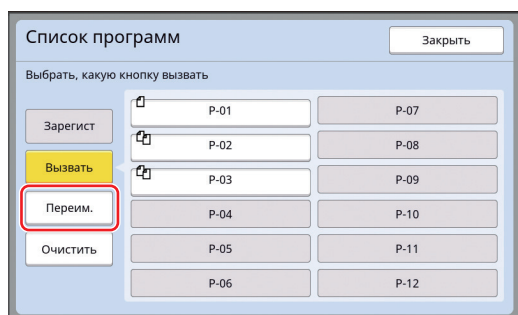 Список программ
Закрыть
Выбрать, какую кнопку вызвать
Зарегист
Вызвать
Переим.
Очистить
P-01
P-02
P-03
P-04
P-05
P-06
P-07
P-08
P-09
P-10
P-11
P-12